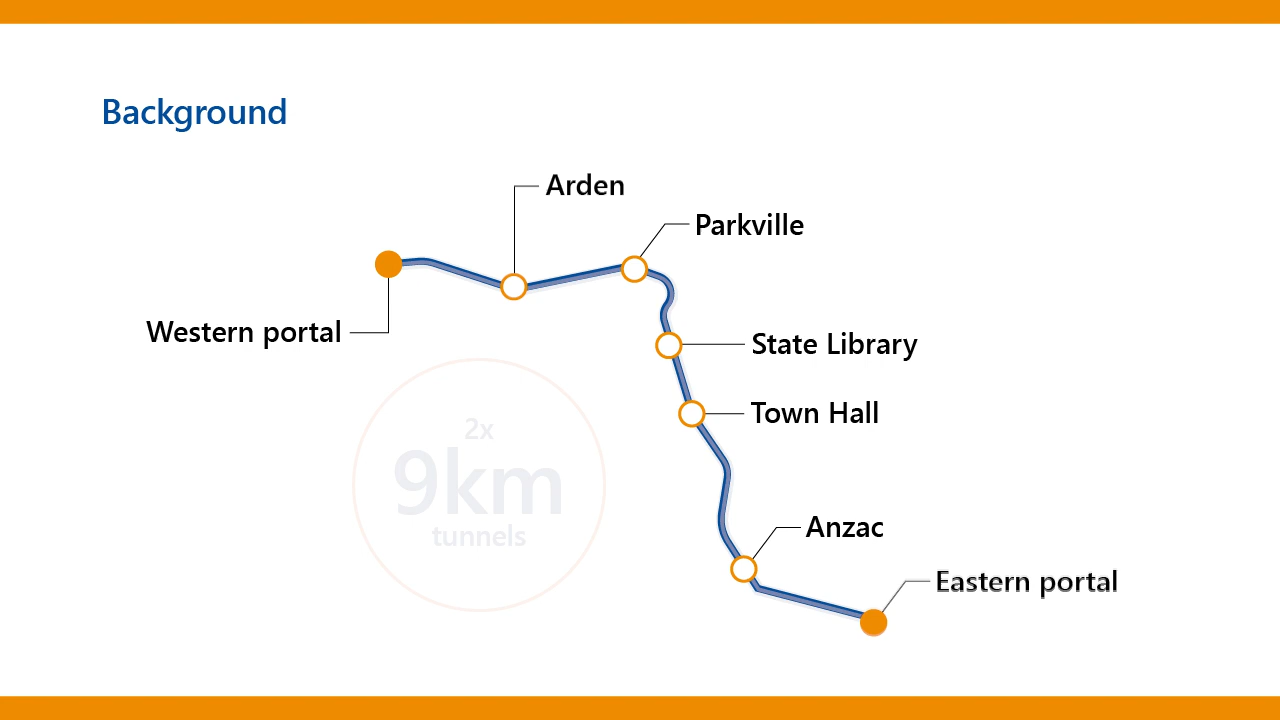 Background
Arden
Parkville
Western portal
State Library
Town Hall
2x
9km
tunnels
Anzac
Eastern portal